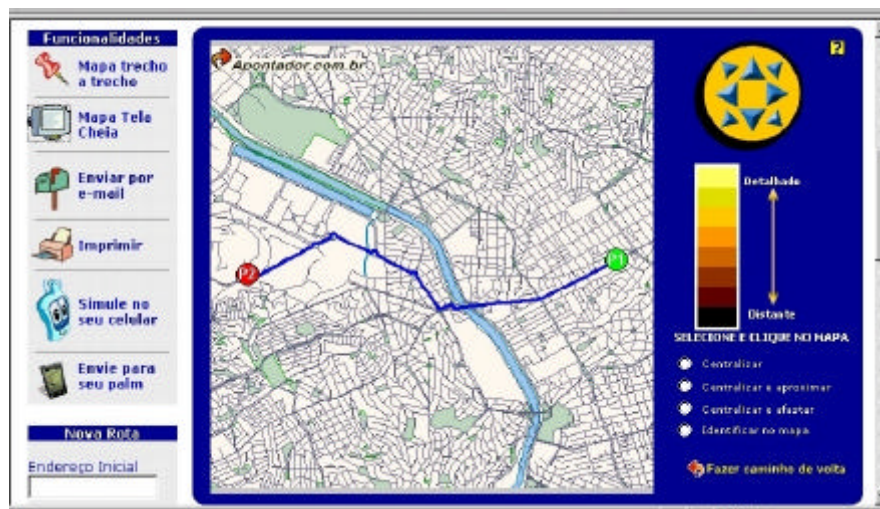 Funcionalidades
Mapa trecho
a trecho
Mapa Tela
Cheia
Enviar por
e-mail
Imprimir
Simule no
seu celular
Envie para
seu palm
Nova Rota
Endereço Inicial
Apontador.com.br
P2
P1
?
Detalhado
Distante
SELECIONE E CLIQUE NO MAPA
Centralizar
Centralizar e aproximar
Centralizar e afastar
Identificar no mapa
Fazer caminho de volta